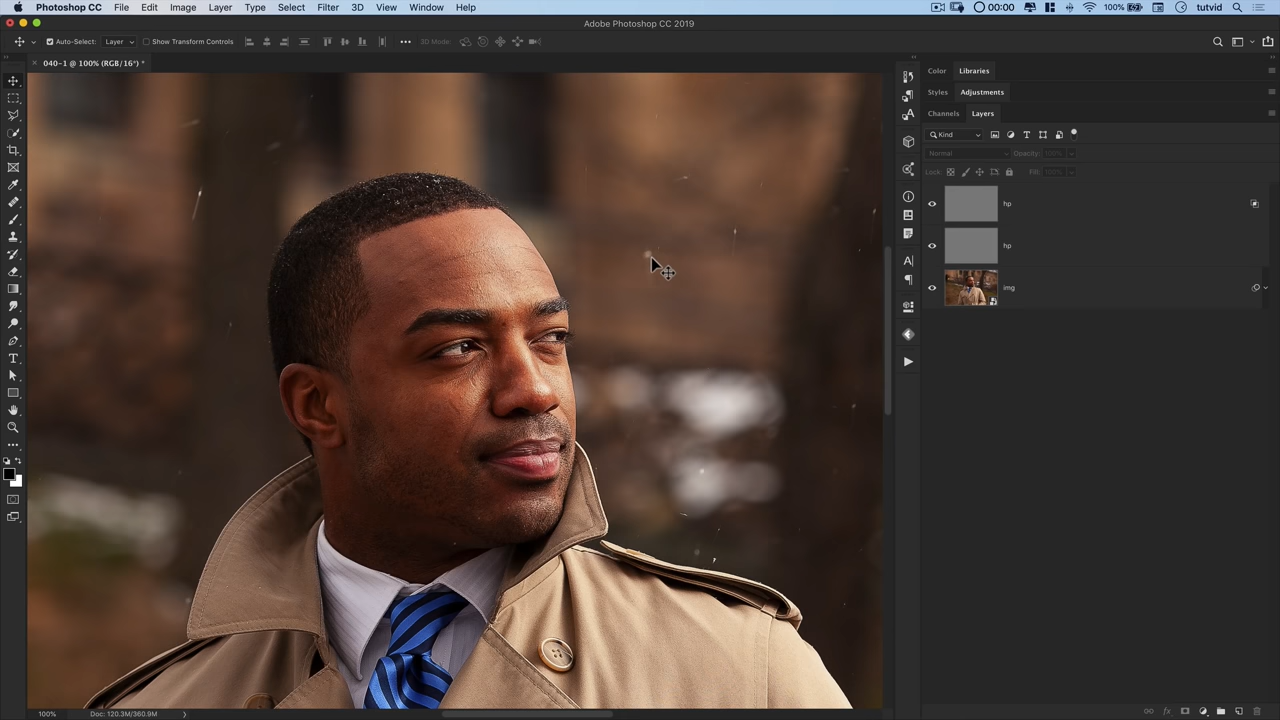 Photoshop CC File Edit Image Layer Type Select Filter 3D View Window Help 00:00 100% tutvid
Adobe Photoshop CC 2019
Auto-Select: Layer Show Transform Controls 3D Mode:
040-1 @ 100% (RGB/16*) *
Color Libraries
Styles Adjustments
Channels Layers
Kind
Normal Opacity: 100%
Lock: Fill: 100%
hp
hp
img
100% Doc: 120.3M/360.9M